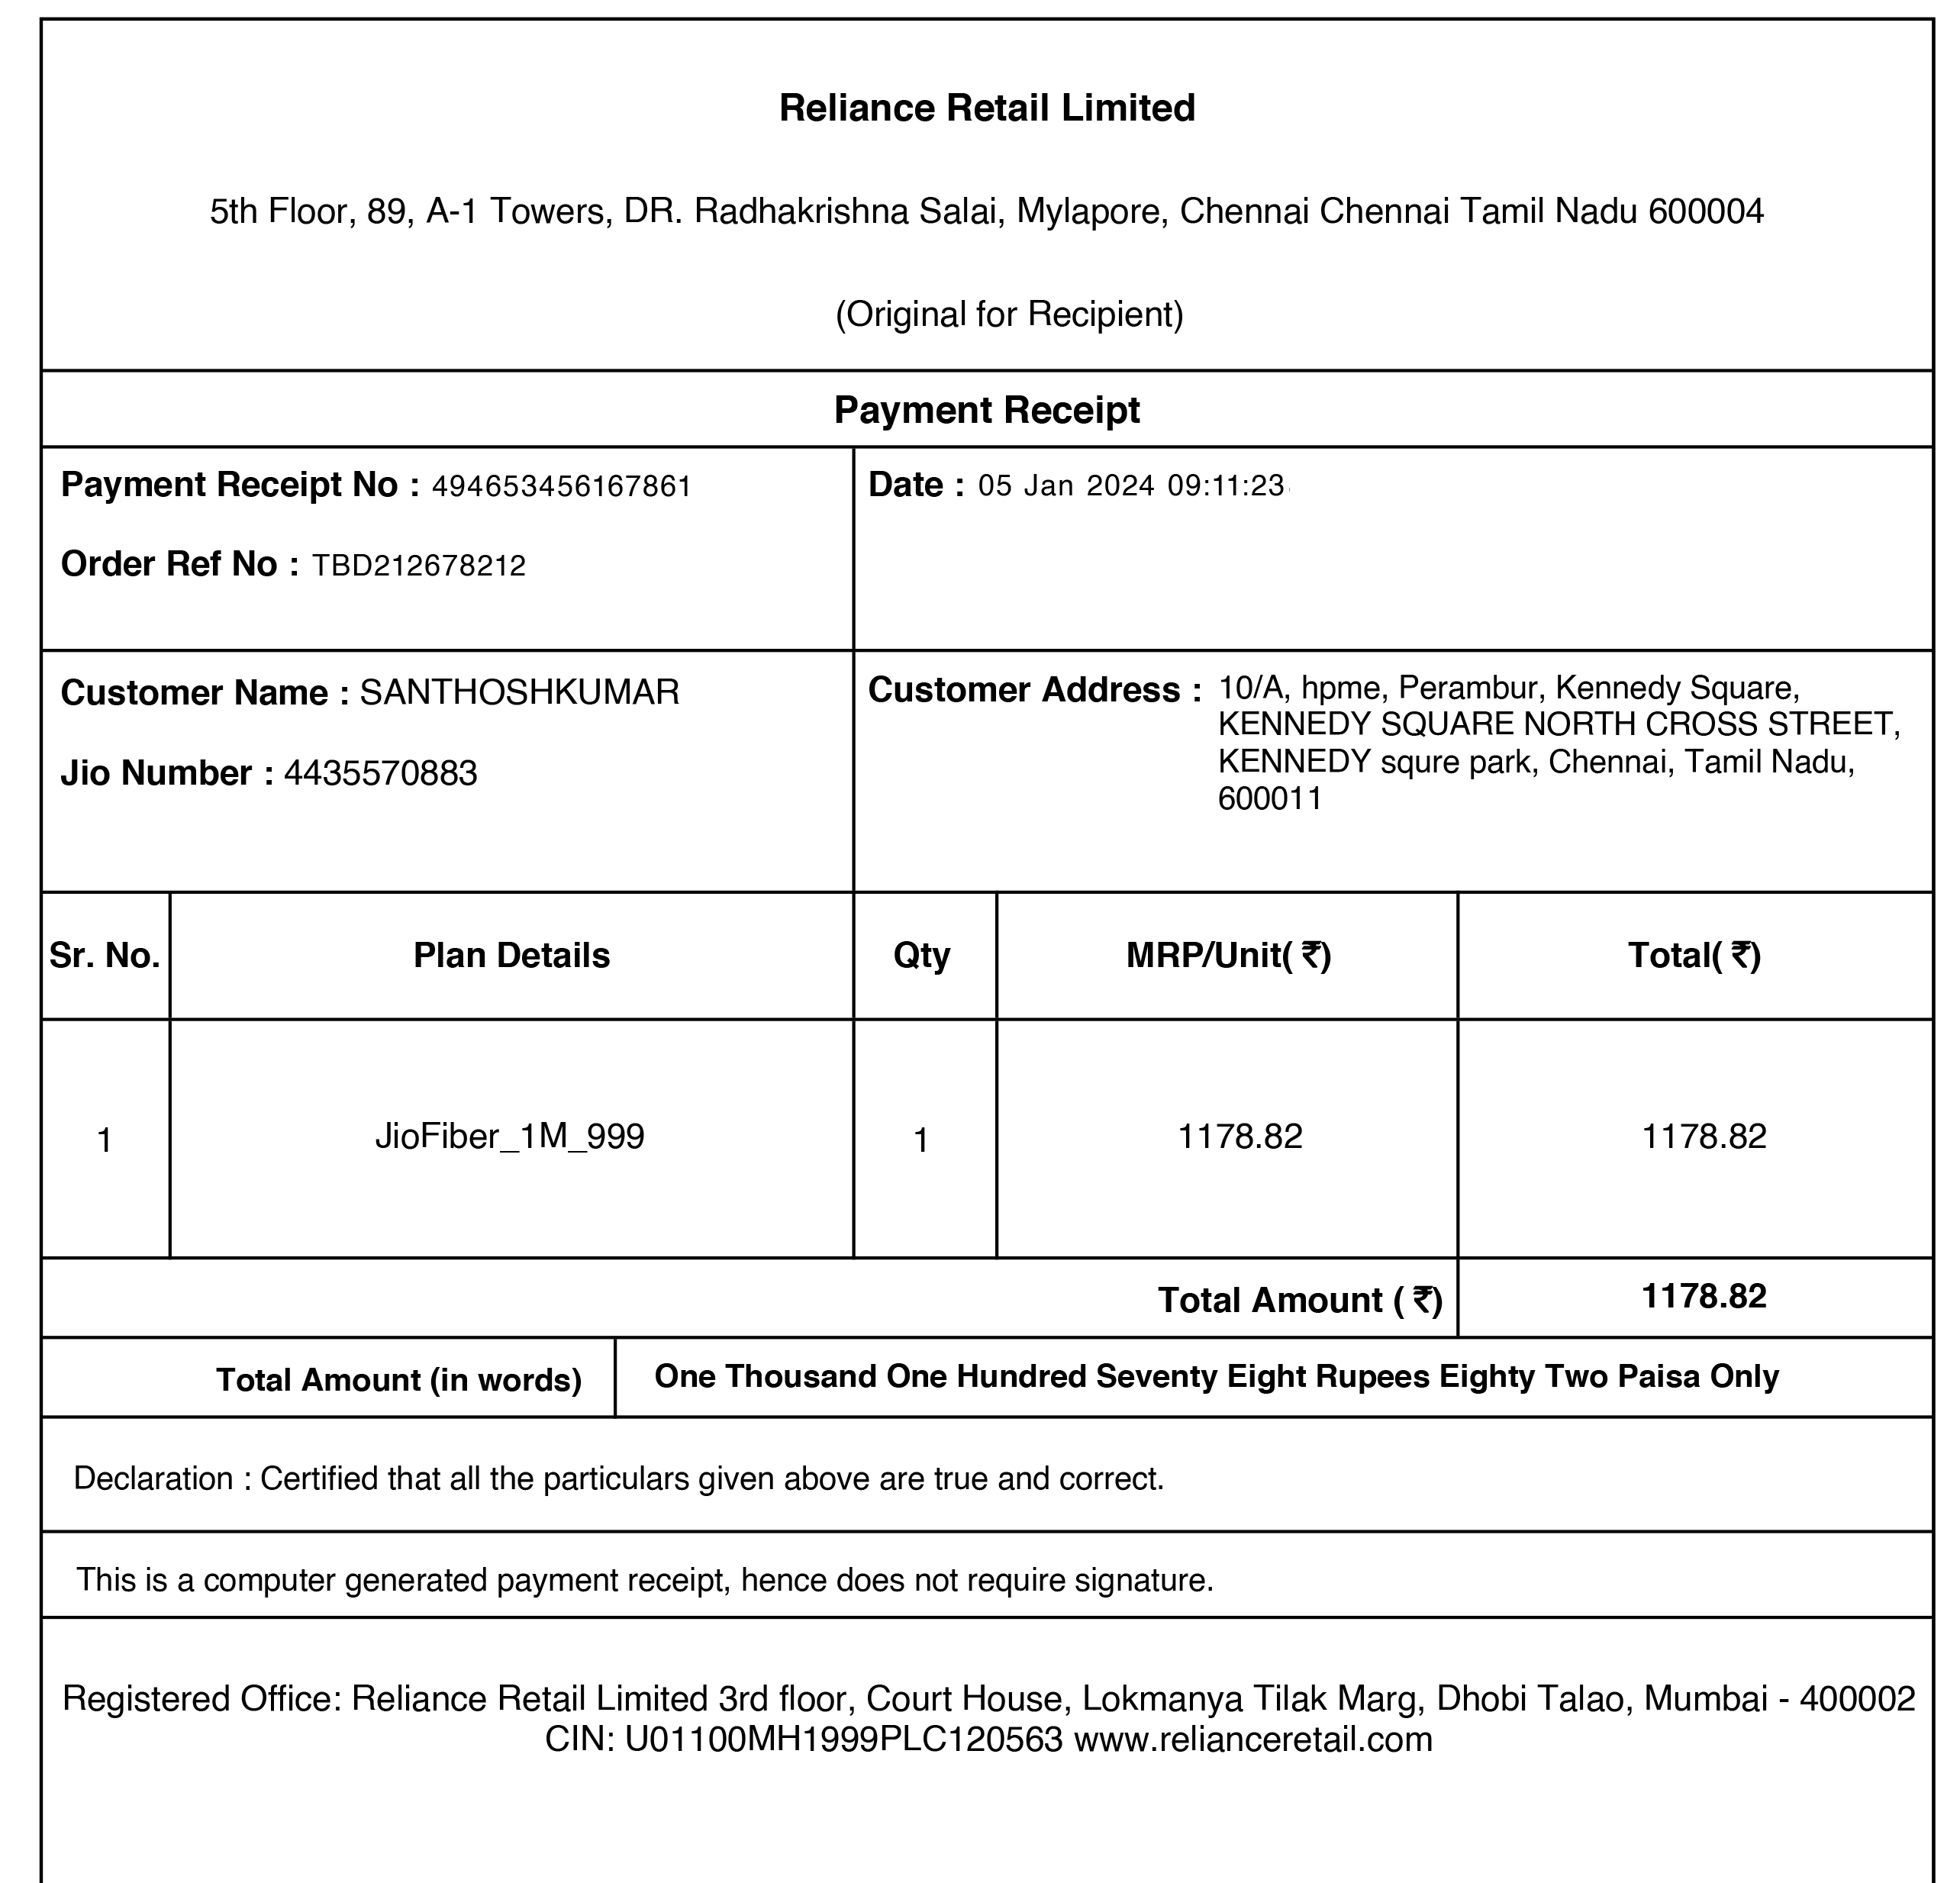 Reliance Retail Limited
5th Floor, 89, A-1 Towers, DR. Radhakrishna Salai, Mylapore, Chennai Chennai Tamil Nadu 600004
(Original for Recipient)
Payment Receipt
Payment Receipt No : 494653456167861
Date : 05 Jan 2024 09:11:23
Order Ref No : TBD212678212
Customer Name : SANTHOSHKUMAR
Jio Number : 4435570883
Customer Address : 10/A, hpme, Perambur, Kennedy Square,
KENNEDY SQUARE NORTH CROSS STREET,
KENNEDY squre park, Chennai, Tamil Nadu,
600011
Sr. No. Plan Details Qty MRP/Unit( ₹) Total( ₹)
1 JioFiber_1M_999 1 1178.82 1178.82
Total Amount ( ₹) 1178.82
Total Amount (in words) One Thousand One Hundred Seventy Eight Rupees Eighty Two Paisa Only
Declaration : Certified that all the particulars given above are true and correct.
This is a computer generated payment receipt, hence does not require signature.
Registered Office: Reliance Retail Limited 3rd floor, Court House, Lokmanya Tilak Marg, Dhobi Talao, Mumbai - 400002
CIN: U01100MH1999PLC120563 www.relianceretail.com